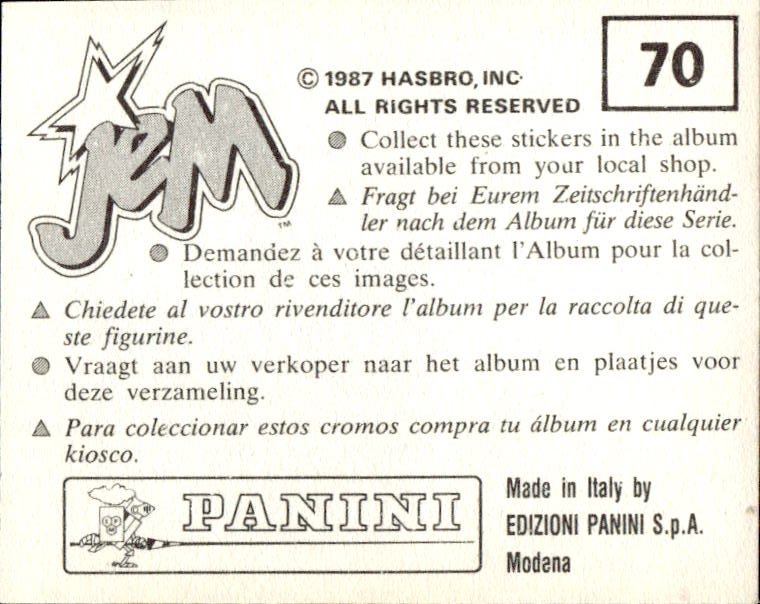 jem
TM
© 1987 HASBRO, INC.
ALL RIGHTS RESERVED
70
Collect these stickers in the album
available from your local shop.
Fragt bei Eurem Zeitschriftenhänd-
ler nach dem Album für diese Serie.
Demandez à votre détaillant l'Album pour la col-
lection de ces images.
Chiedete al vostro rivenditore l'album per la raccolta di que-
ste figurine.
Vraagt aan uw verkoper naar het album en plaatjes voor
deze verzameling.
Para coleccionar estos cromos compra tu álbum en cualquier
kiosco.
PANINI
Made in Italy by
EDIZIONI PANINI S.p.A.
Modena